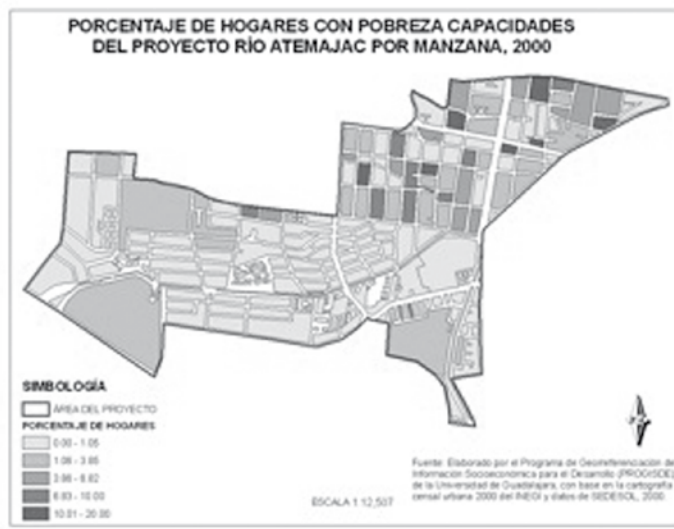 PORCENTAJE DE HOGARES CON POBREZA CAPACIDADES
DEL PROYECTO RÍO ATEMAJAC POR MANZANA, 2000
SIMBOLOGÍA
ÁREA DEL PROYECTO
PORCENTAJE DE HOGARES
0.00 - 1.05
1.06 - 3.85
3.86 - 6.82
6.83 - 10.00
10.01 - 20.00
ESCALA 1:12,507
Fuente: Elaborado por el Programa de Georreferenciación de
Información Socioeconómica para el Desarrollo (PROGISDE)
de la Universidad de Guadalajara, con base en la cartografía
censal urbana 2000 del INEGI y datos de SEDESOL, 2000.